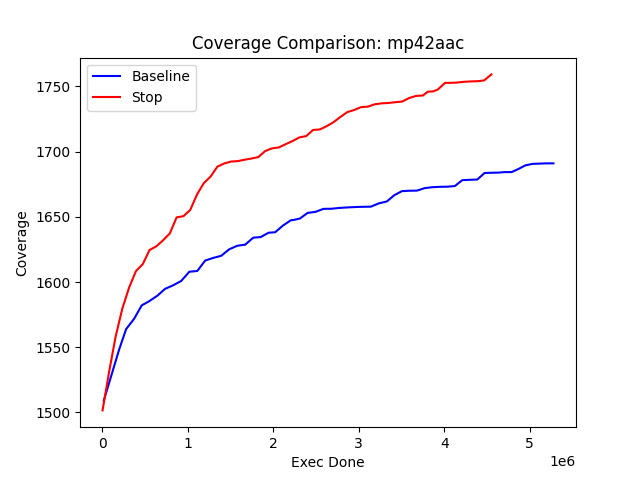 Coverage Comparison: mp42aac
Baseline
Stop
1750
1700
1650
1600
1550
1500
Coverage
0 1 2 3 4 5
1e6
Exec Done